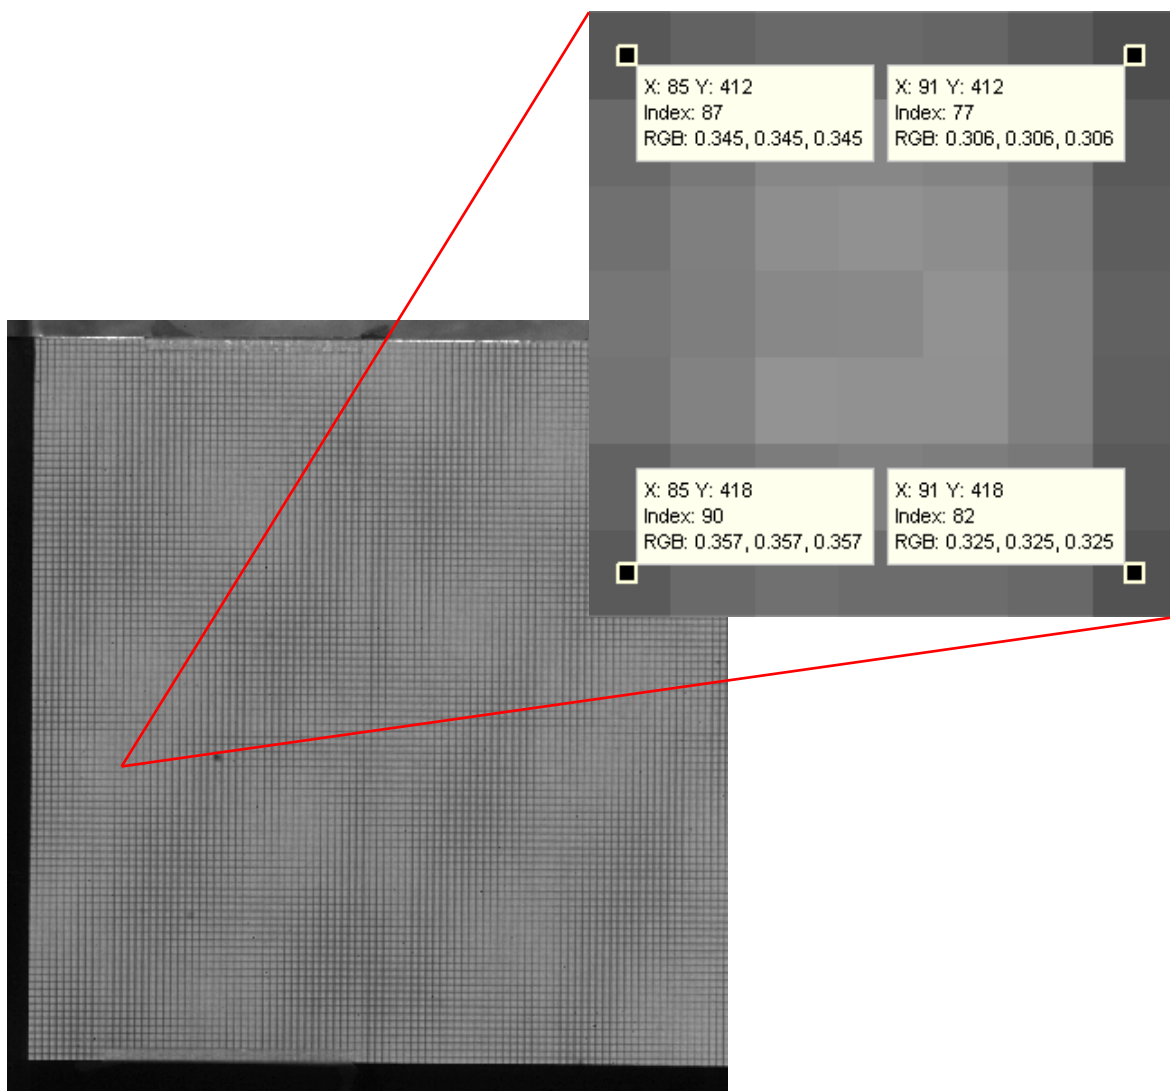 X: 85 Y: 412
Index: 87
RGB: 0.345, 0.345, 0.345
X: 91 Y: 412
Index: 77
RGB: 0.306, 0.306, 0.306
X: 85 Y: 418
Index: 90
RGB: 0.357, 0.357, 0.357
X: 91 Y: 418
Index: 82
RGB: 0.325, 0.325, 0.325